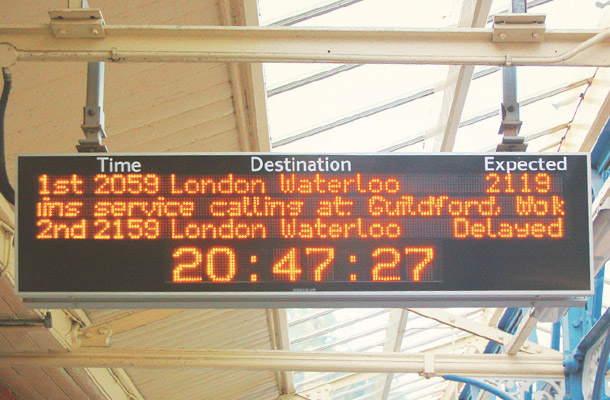 Time Destination Expected
1st 2059 London Waterloo 2119
ins service calling at: Guildford, Wok
2nd 2159 London Waterloo Delayed
20:47:27